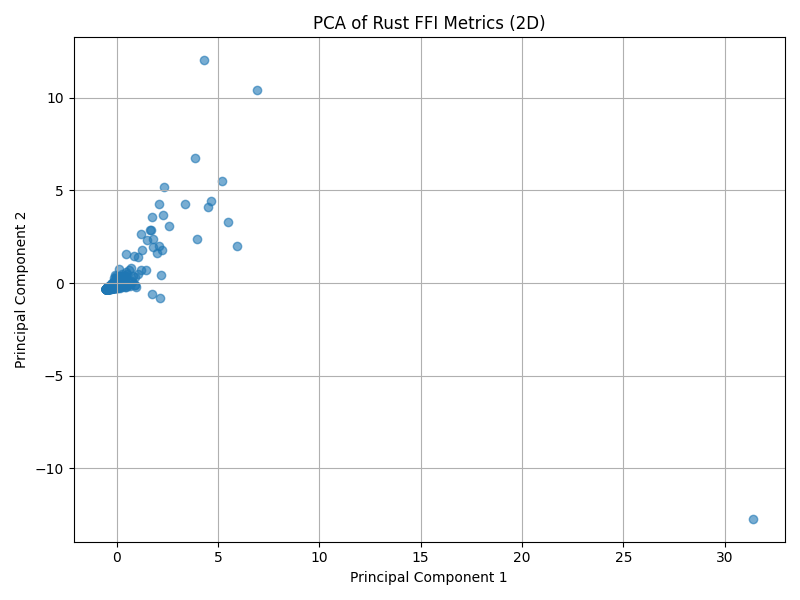 PCA of Rust FFI Metrics (2D)
Principal Component 2
10
5
0
−5
−10
0 5 10 15 20 25 30
Principal Component 1